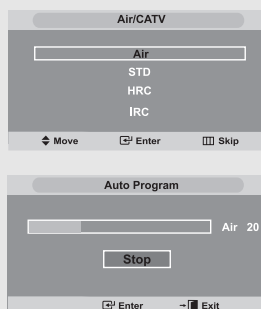 Air/CATV
Air
STD
HRC
IRC
Move Enter Skip
Auto Program
Air 20
Stop
Enter Exit